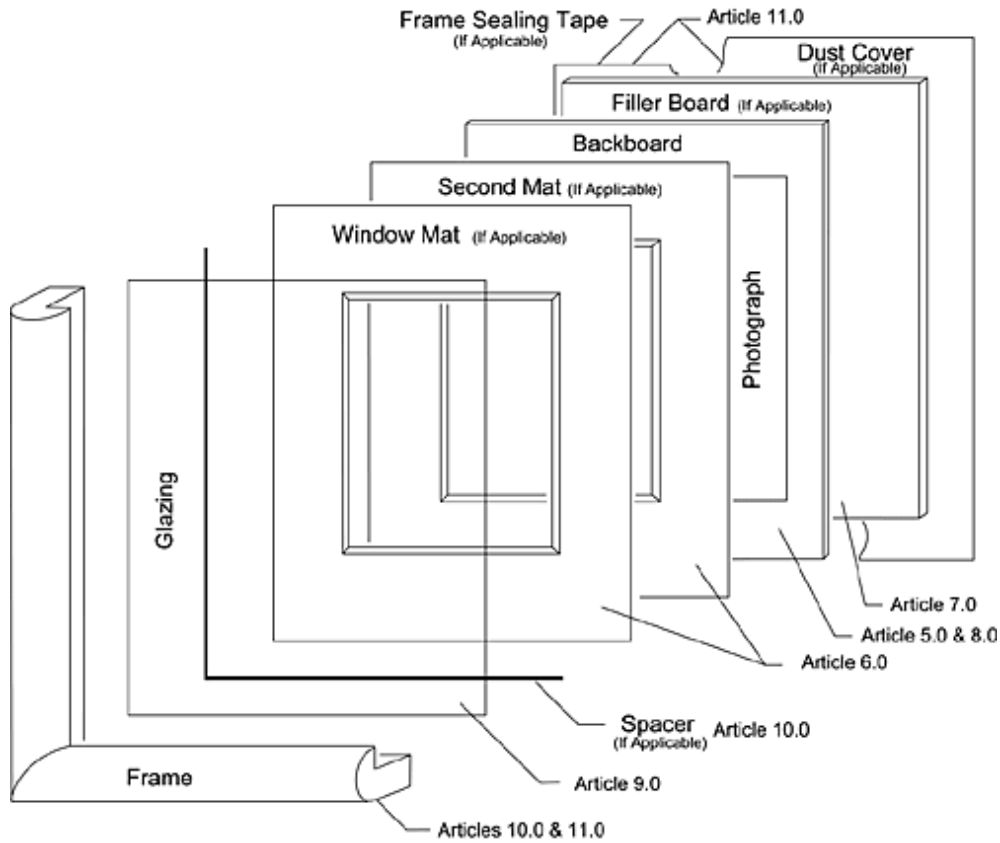 Frame Sealing Tape
(If Applicable)
Article 11.0
Dust Cover
(if Applicable)
Filler Board (If Applicable)
Backboard
Second Mat (If Applicable)
Window Mat (If Applicable)
Photograph
Glazing
Article 7.0
Article 5.0 & 8.0
Article 6.0
Spacer Article 10.0
(If Applicable)
Article 9.0
Frame
Articles 10.0 & 11.0